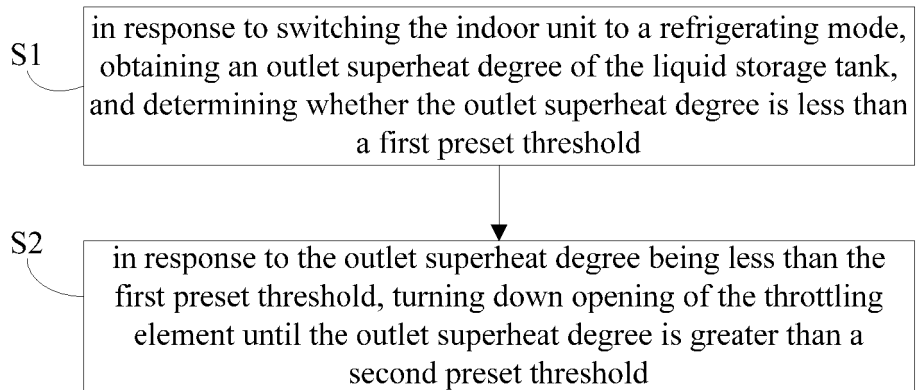 S1
in response to switching the indoor unit to a refrigerating mode,
obtaining an outlet superheat degree of the liquid storage tank,
and determining whether the outlet superheat degree is less than
a first preset threshold
S2
in response to the outlet superheat degree being less than the
first preset threshold, turning down opening of the throttling
element until the outlet superheat degree is greater than a
second preset threshold